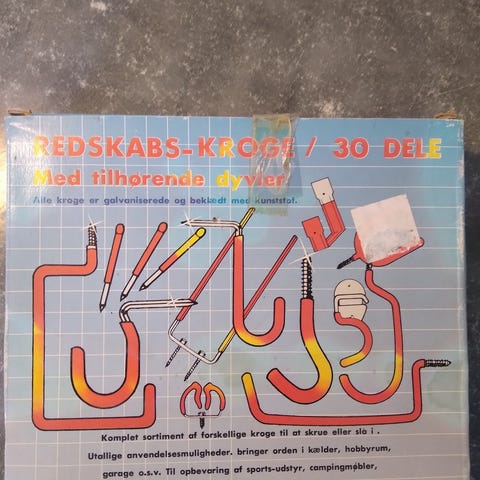 REDSKABS-KROGE / 30 DELE
Med tilhørende dyvler
Alle kroge er galvaniserede og beklædt med kunststof.
Komplet sortiment af forskellige kroge til at skrue eller slå i .
Utallige anvendelsesmuligheder. bringer orden i kælder, hobbyrum,
garage o.s.v. Til opbevaring af sports-udstyr, campingmøbler,